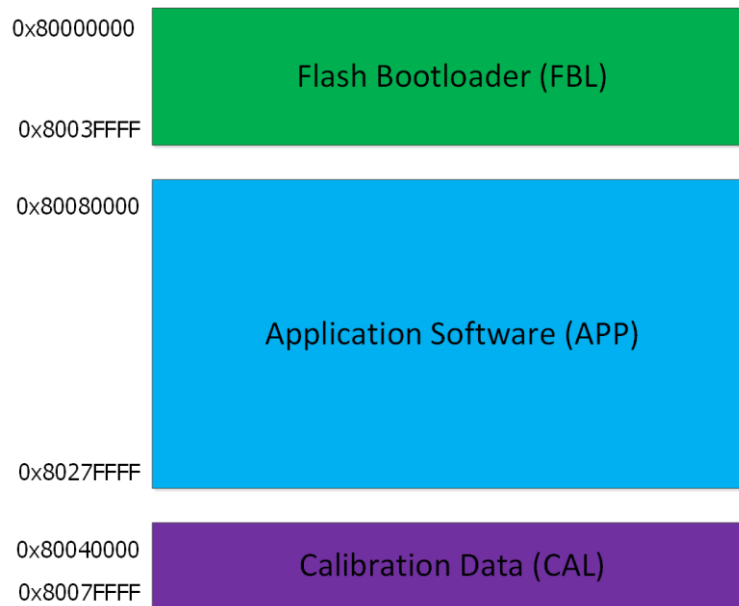 0x80000000
Flash Bootloader (FBL)
0x8003FFFF
0x80080000
Application Software (APP)
0x8027FFFF
0x80040000
Calibration Data (CAL)
0x8007FFFF